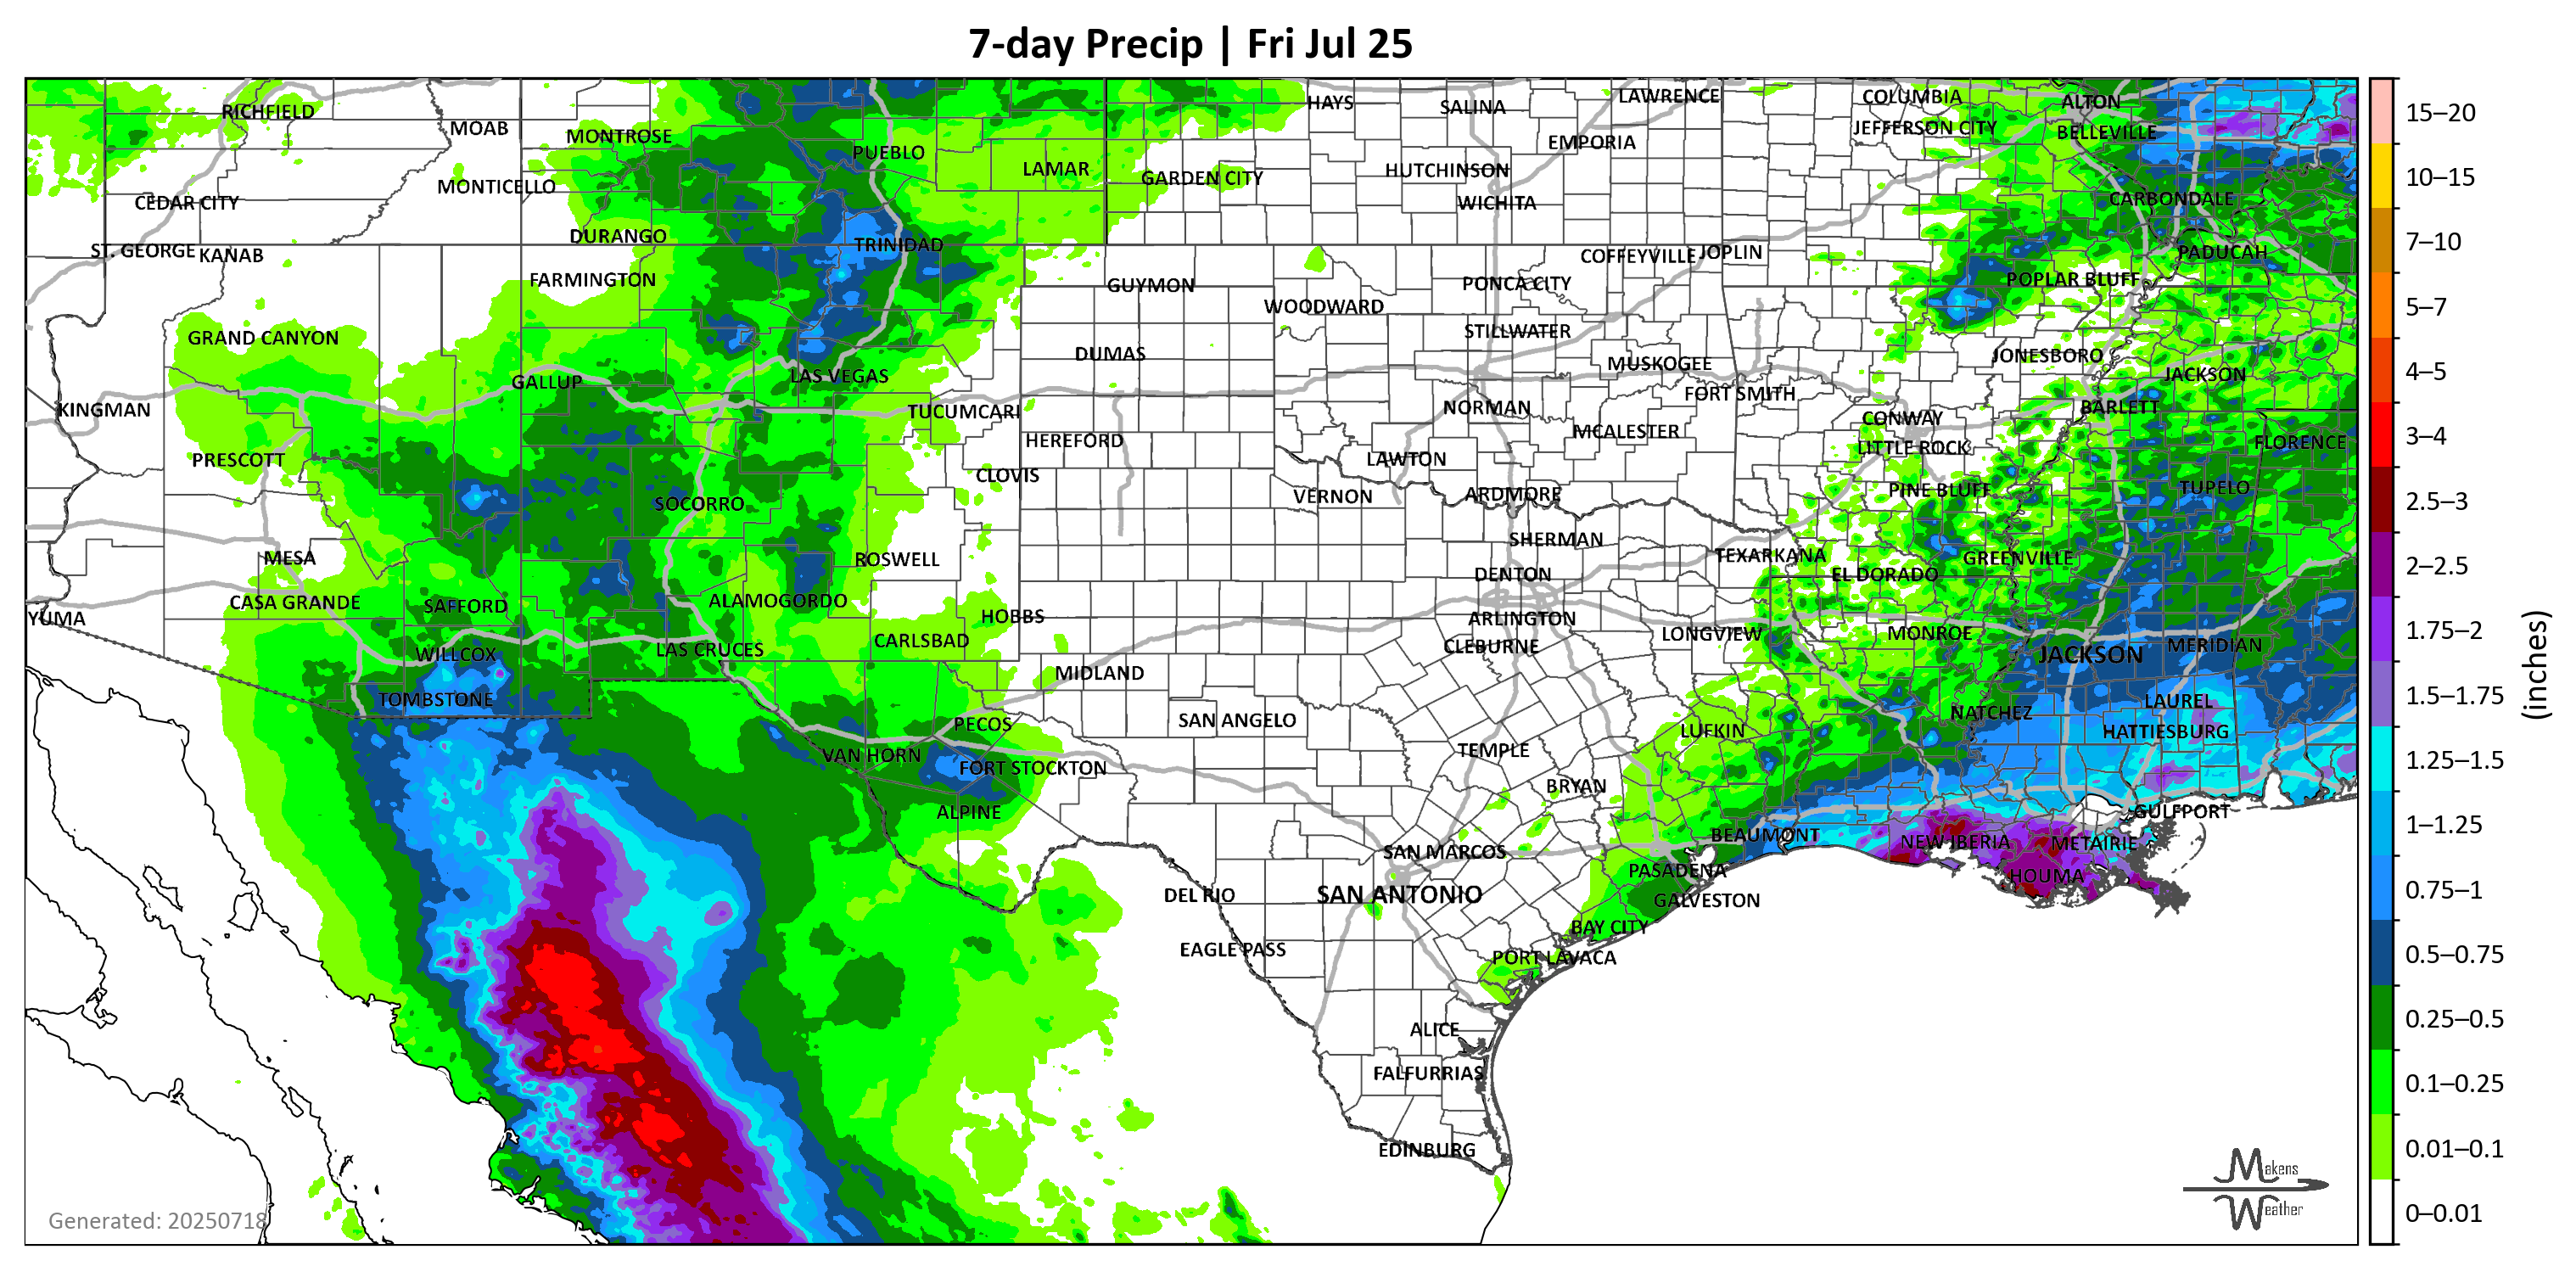 7-day Precip | Fri Jul 25
RICHFIELD
MOAB
MONTROSE
PUEBLO
LAMAR
GARDEN CITY
HAYS
SALINA
LAWRENCE
EMPORIA
HUTCHINSON
WICHITA
COLUMBIA
JEFFERSON CITY
ALTON
BELLEVILLE
CARBONDALE
PADUCAH
CEDAR CITY
MONTICELLO
ST. GEORGE
KANAB
DURANGO
TRINIDAD
FARMINGTON
GUYMON
WOODWARD
PONCA CITY
COFFEYVILLE
JOPLIN
POPLAR BLUFF
GRAND CANYON
DUMAS
STILLWATER
MUSKOGEE
FORT SMITH
JONESBORO
JACKSON
KINGMAN
GALLUP
LAS VEGAS
TUCUMCARI
HEREFORD
NORMAN
MCALESTER
CONWAY
LITTLE ROCK
BARLETT
FLORENCE
PRESCOTT
SOCORRO
CLOVIS
LAWTON
VERNON
ARDMORE
PINE BLUFF
TUPELO
MESA
ROSWELL
SHERMAN
TEXARKANA
GREENVILLE
DENTON
EL DORADO
YUMA
CASA GRANDE
SAFFORD
ALAMOGORDO
HOBBS
ARLINGTON
CLEBURNE
LONGVIEW
MONROE
JACKSON
MERIDIAN
WILLCOX
LAS CRUCES
CARLSBAD
MIDLAND
TOMBSTONE
PECOS
SAN ANGELO
LUFKIN
NATCHEZ
LAUREL
HATTIESBURG
VAN HORN
FORT STOCKTON
TEMPLE
BRYAN
ALPINE
BEAUMONT
NEW IBERIA
METAIRIE
GULFPORT
SAN MARCOS
PASADENA
HOUMA
DEL RIO
SAN ANTONIO
GALVESTON
BAY CITY
EAGLE PASS
PORT LAVACA
ALICE
FALFURRIAS
EDINBURG
Generated: 20250718
Makens
Weather
15–20
10–15
7–10
5–7
4–5
3–4
2.5–3
2–2.5
1.75–2
1.5–1.75
1.25–1.5
1–1.25
0.75–1
0.5–0.75
0.25–0.5
0.1–0.25
0.01–0.1
0–0.01
(inches)